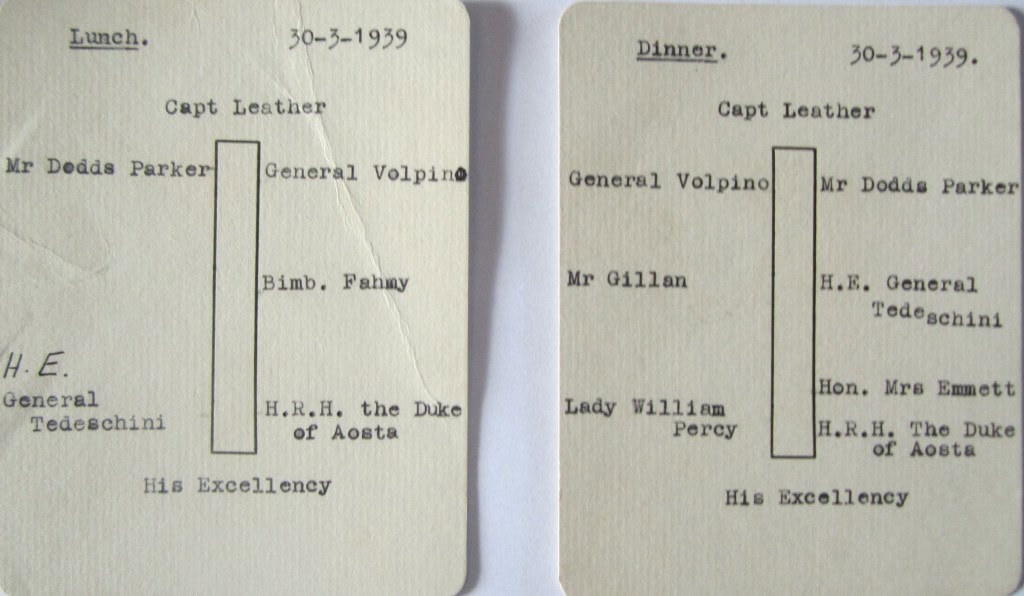 Lunch. 30-3-1939
Capt Leather
Mr Dodds Parker General Volpino
Bimb. Fahmy
H.E.
General
Tedeschini
H.R.H. the Duke
of Aosta
His Excellency
Dinner. 30-3-1939.
Capt Leather
General Volpino Mr Dodds Parker
Mr Gillan H.E. General
Tedeschini
Hon. Mrs Emmett
Lady William
Percy
H.R.H. The Duke
of Aosta
His Excellency